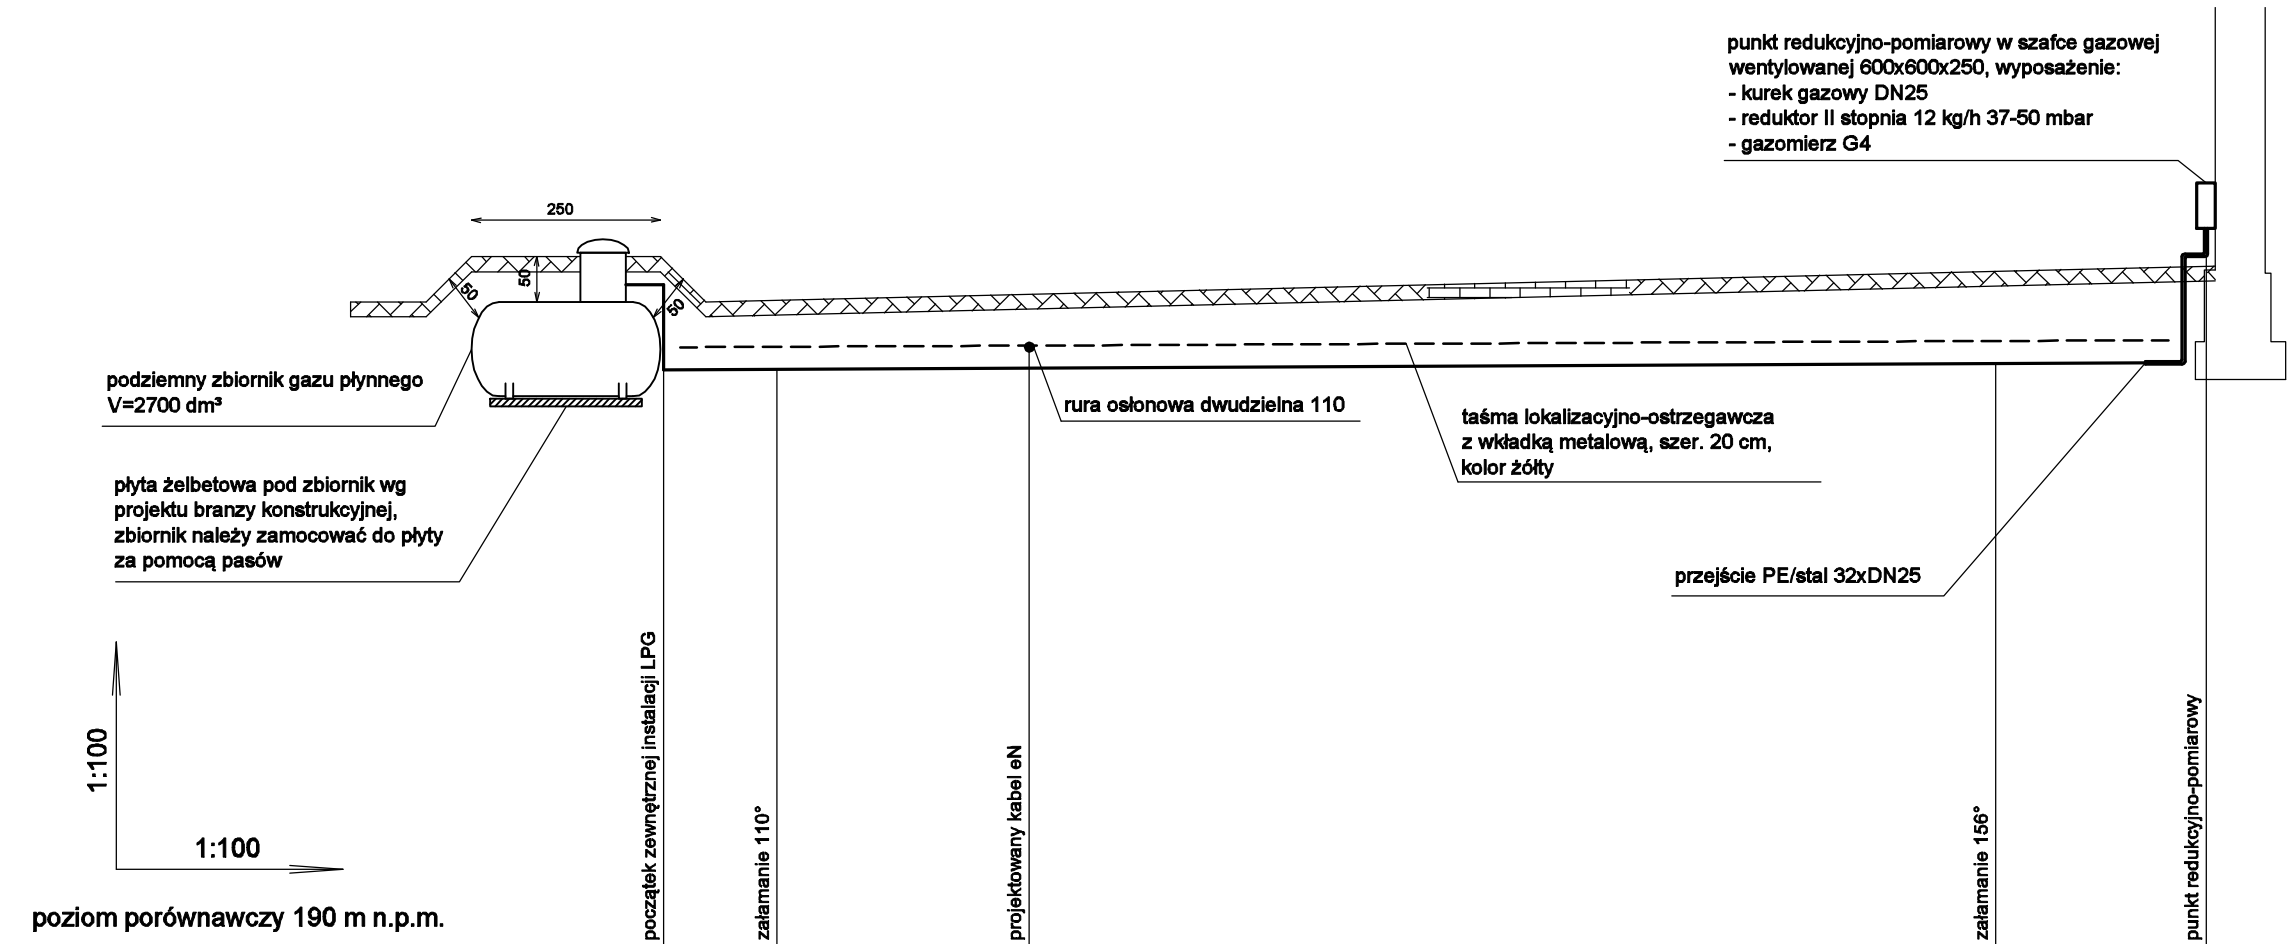 punkt redukcyjno-pomiarowy w szafce gazowej
wentylowanej 600x600x250, wyposażenie:
- kurek gazowy DN25
- reduktor II stopnia 12 kg/h 37-50 mbar
- gazomierz G4
250
50
50
50
podziemny zbiornik gazu płynnego
V=2700 dm³
rura osłonowa dwudzielna 110
taśma lokalizacyjno-ostrzegawcza
z wkładką metalową, szer. 20 cm,
kolor żółty
płyta żelbetowa pod zbiornik wg
projektu branzy konstrukcyjnej,
zbiornik należy zamocować do płyty
za pomocą pasów
przejście PE/stal 32xDN25
początek zewnętrznej instalacji LPG
załamanie 110°
projektowany kabel eN
załamanie 156°
punkt redukcyjno-pomiarowy
1:100
1:100
poziom porównawczy 190 m n.p.m.